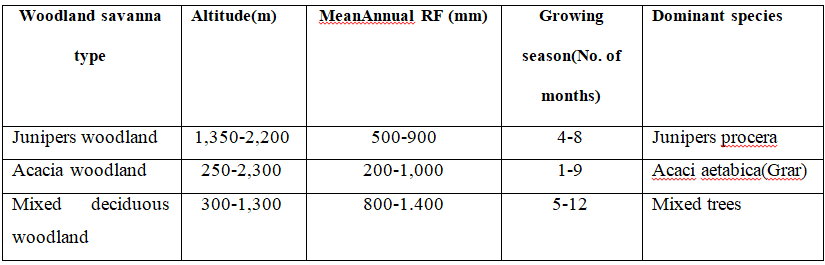 Woodland savanna type Altitude(m) MeanAnnual RF (mm) Growing season(No. of months) Dominant species
Junipers woodland 1,350-2,200 500-900 4-8 Junipers procera
Acacia woodland 250-2,300 200-1,000 1-9 Acaci aetabica(Grar)
Mixed deciduous woodland 300-1,300 800-1.400 5-12 Mixed trees